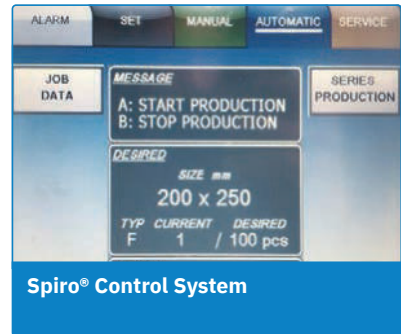 ALARM SET MANUAL AUTOMATIC SERVICE
JOB DATA
MESSAGE
A: START PRODUCTION
B: STOP PRODUCTION
SERIES PRODUCTION
DESIRED
SIZE mm
200 x 250
TYP CURRENT DESIRED
F 1 / 100 pcs
Spiro® Control System